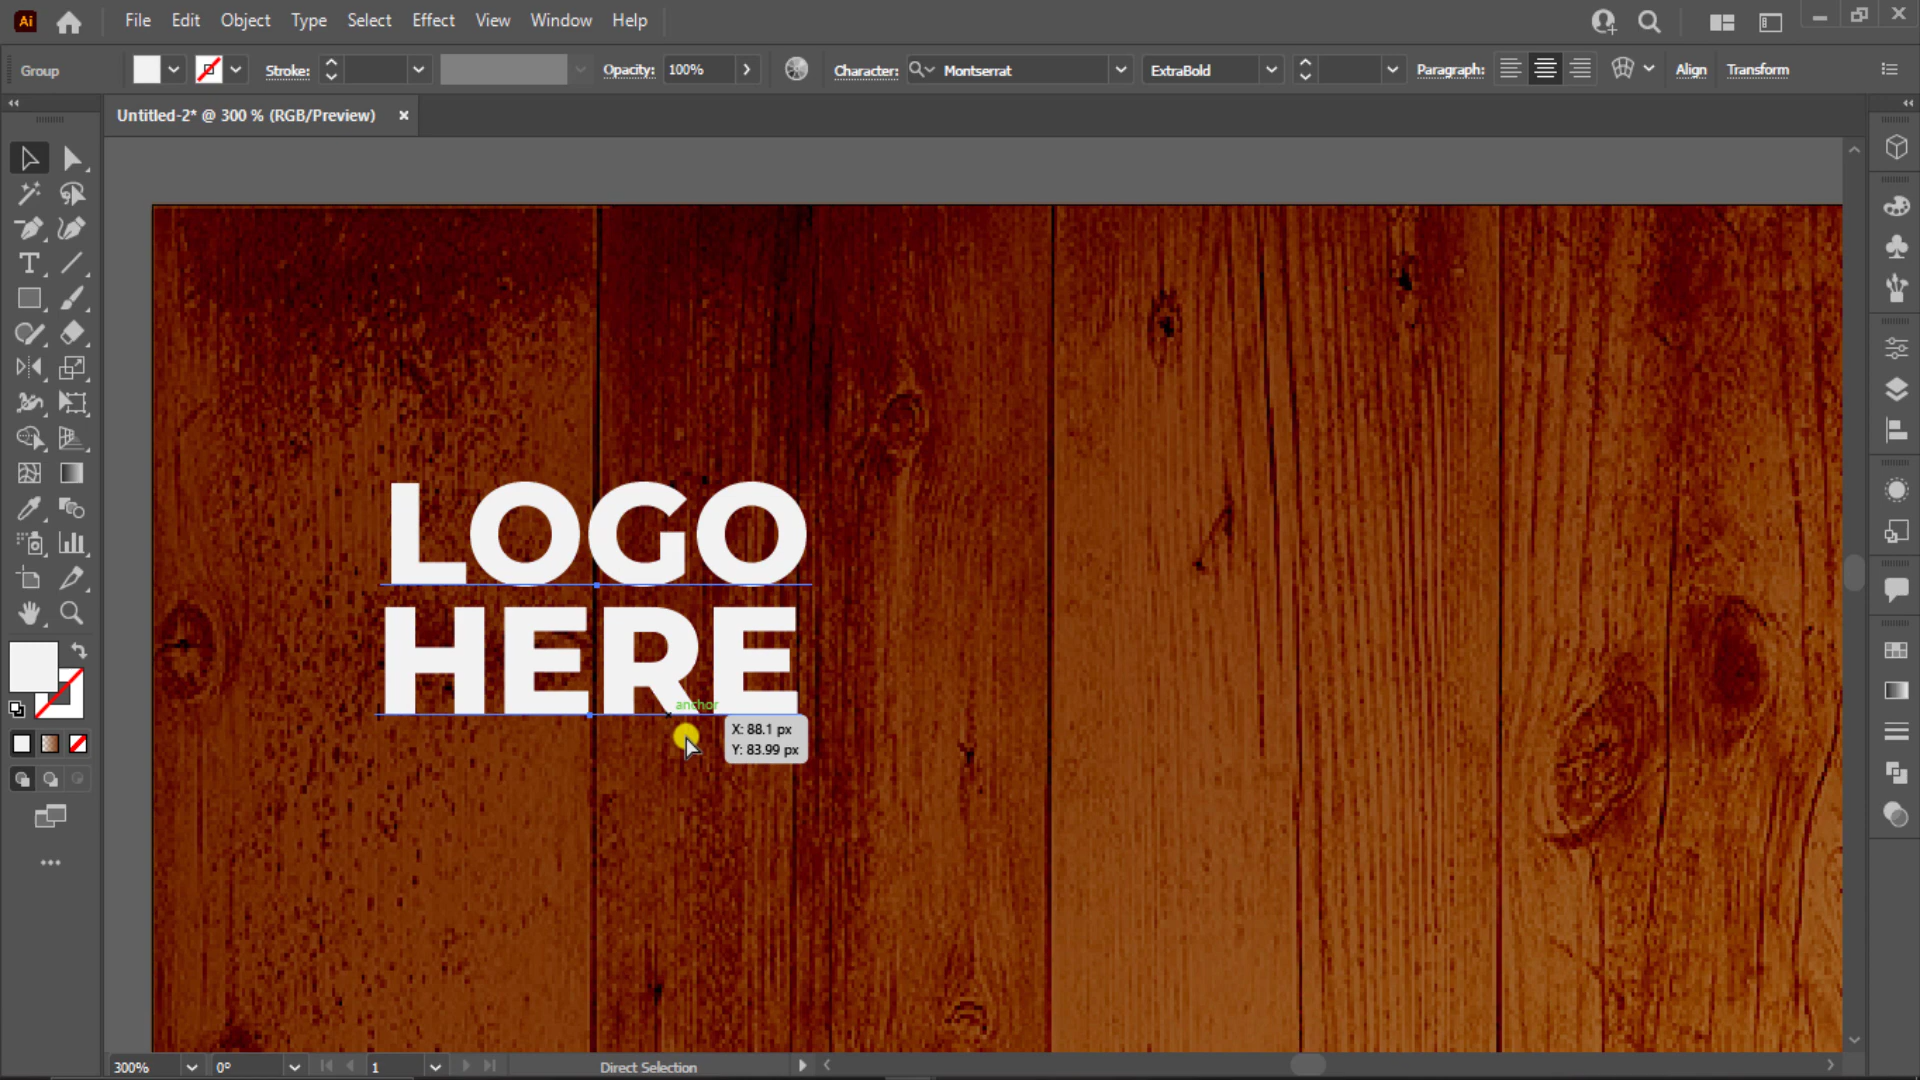 Ai File Edit Object Type Select Effect View Window Help
Group Stroke: Opacity: 100% Character: Montserrat ExtraBold Paragraph: Align Transform
Untitled-2* @ 300 % (RGB/Preview) ×
LOGO
HERE
anchor
X: 88.1 px
Y: 83.99 px
300% 0° 1 Direct Selection